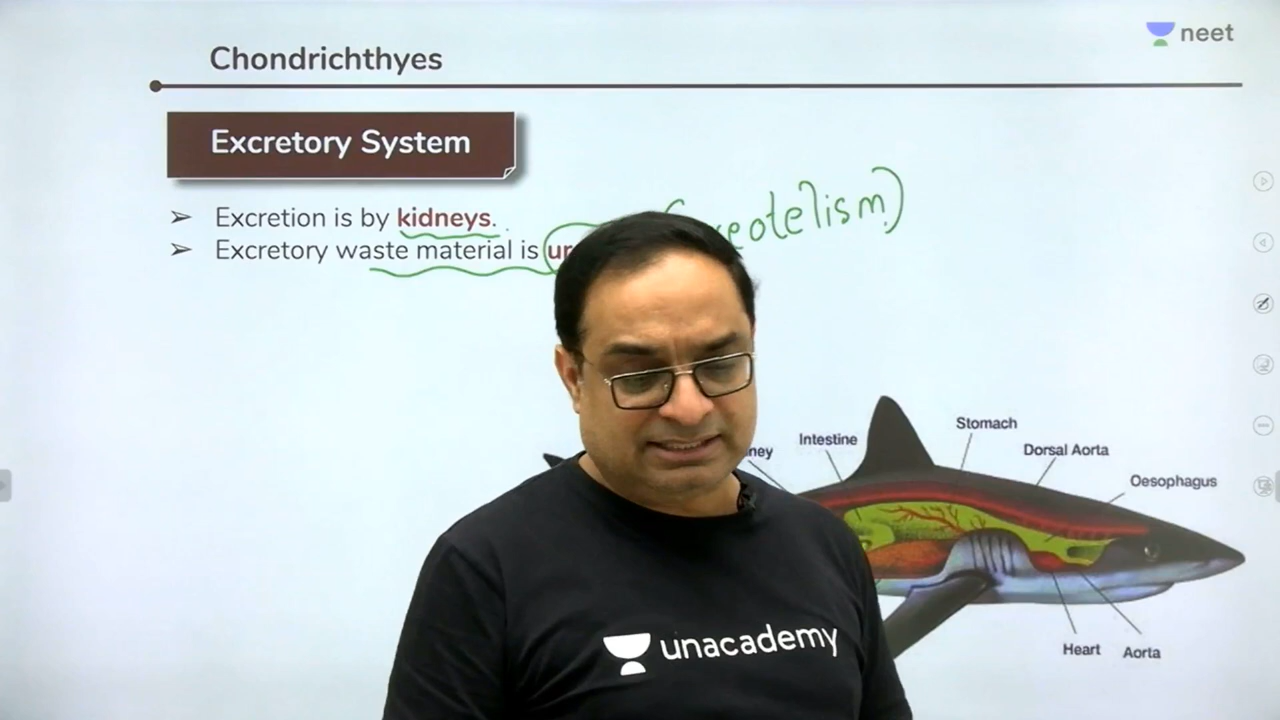 neet
Chondrichthyes
Excretory System
➢ Excretion is by kidneys.
➢ Excretory waste material is
Stomach
Intestine
Dorsal Aorta
Oesophagus
unacademy
Heart
Aorta